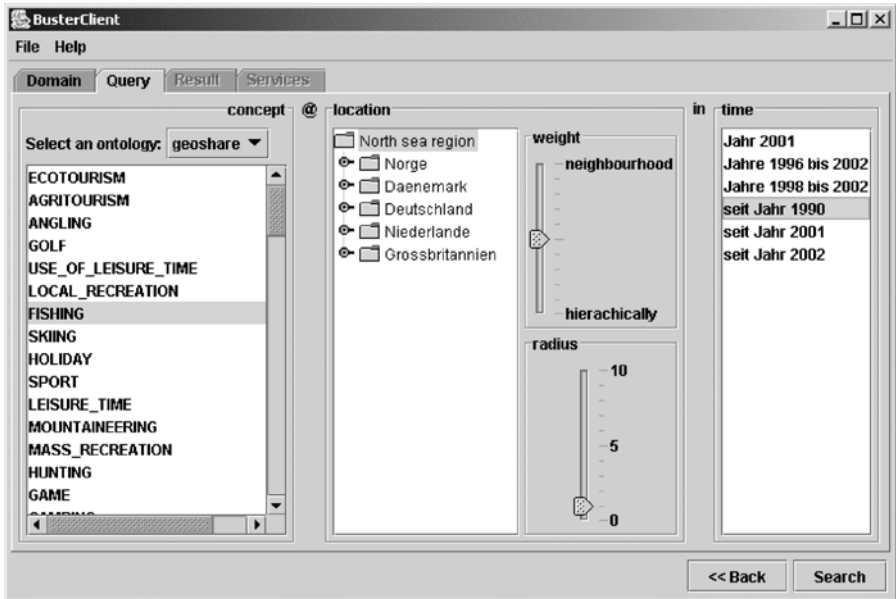 BusterClient
File Help
Domain Query Result Services
concept @ location in time
Select an ontology: geoshare
ECOTOURISM
AGRITOURISM
ANGLING
GOLF
USE_OF_LEISURE_TIME
LOCAL_RECREATION
FISHING
SKIING
HOLIDAY
SPORT
LEISURE_TIME
MOUNTAINEERING
MASS_RECREATION
HUNTING
GAME
North sea region
Norge
Daenemark
Deutschland
Niederlande
Grossbritannien
weight
neighbourhood
hierachically
radius
10
5
0
Jahr 2001
Jahre 1996 bis 2002
Jahre 1998 bis 2002
seit Jahr 1990
seit Jahr 2001
seit Jahr 2002
<< Back Search